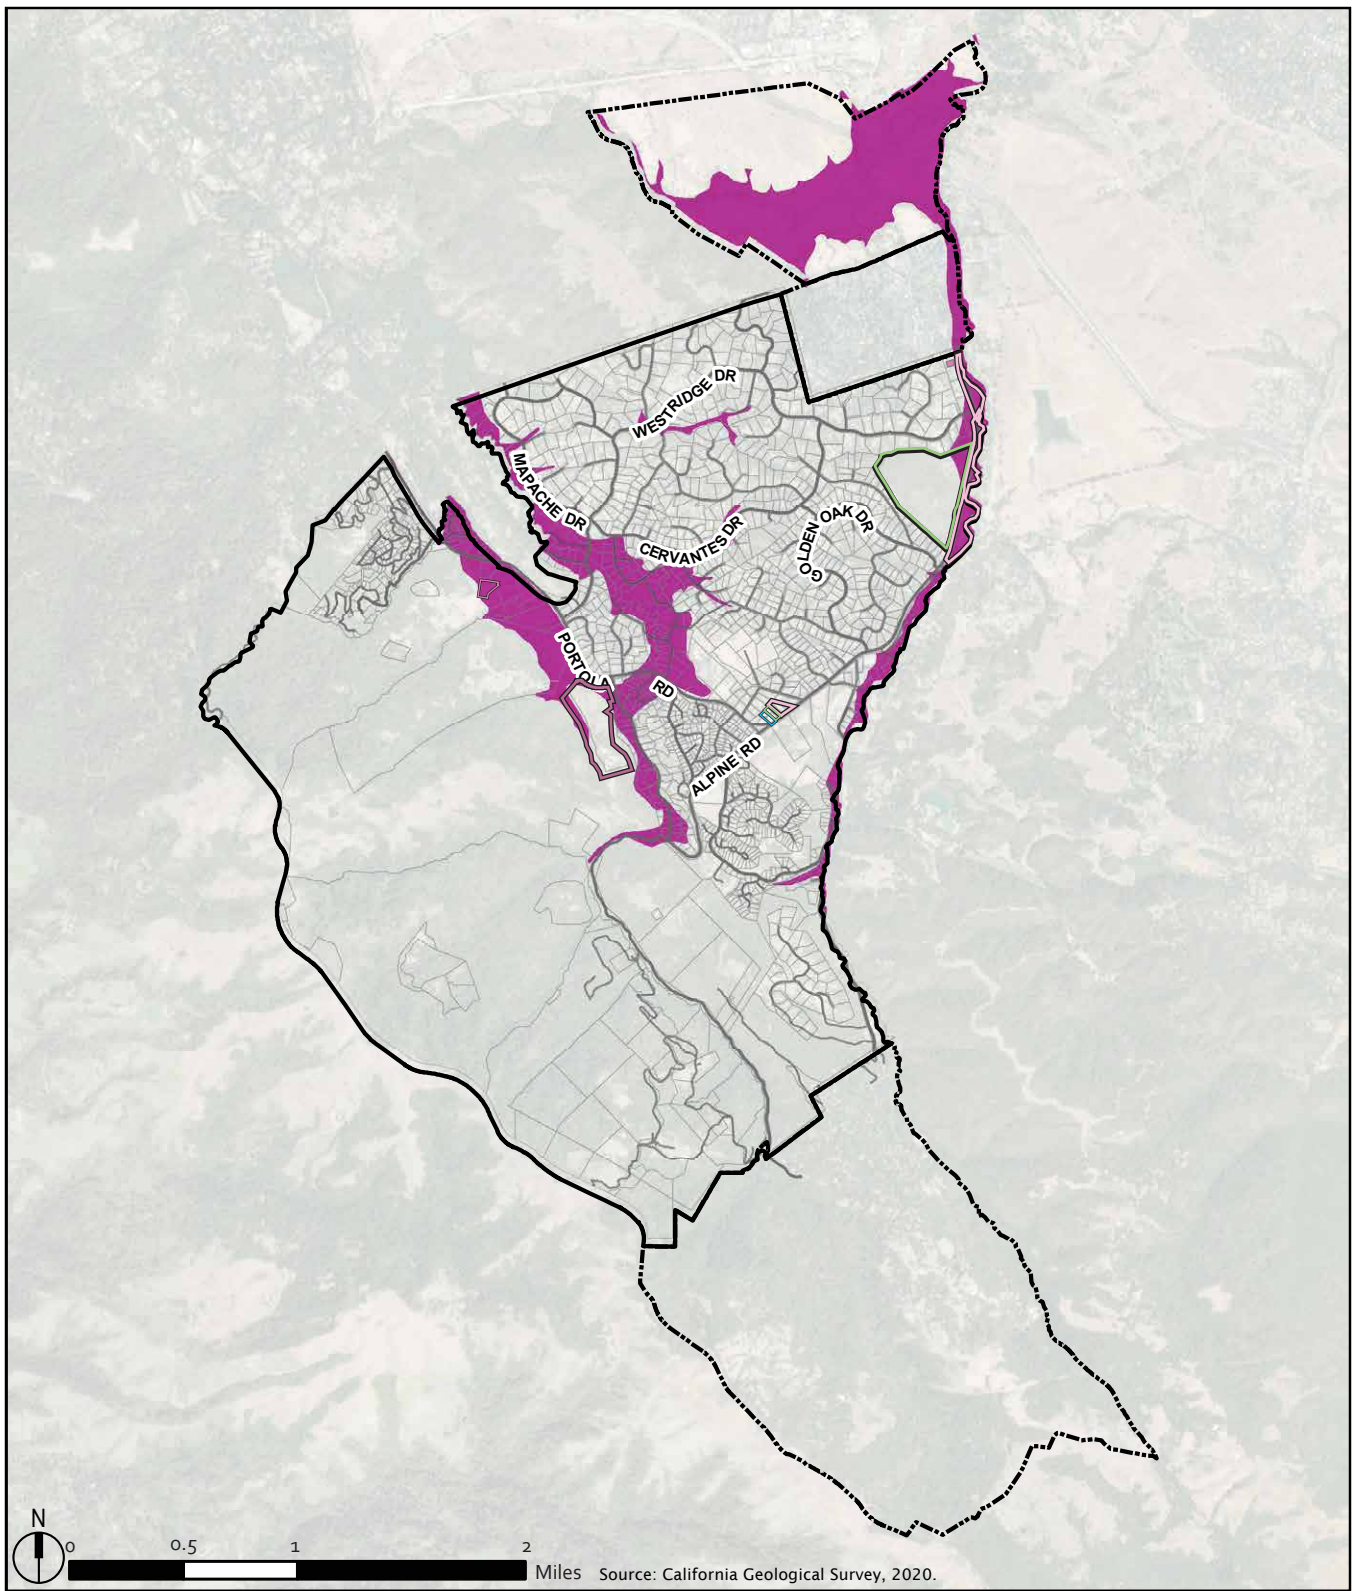 WESTRIDGE DR
MAPACHE DR
CERVANTES DR
GOLDEN OAK DR
PORTOLA
RD
ALPINE RD
N
0 0.5 1 2
Miles Source: California Geological Survey, 2020.